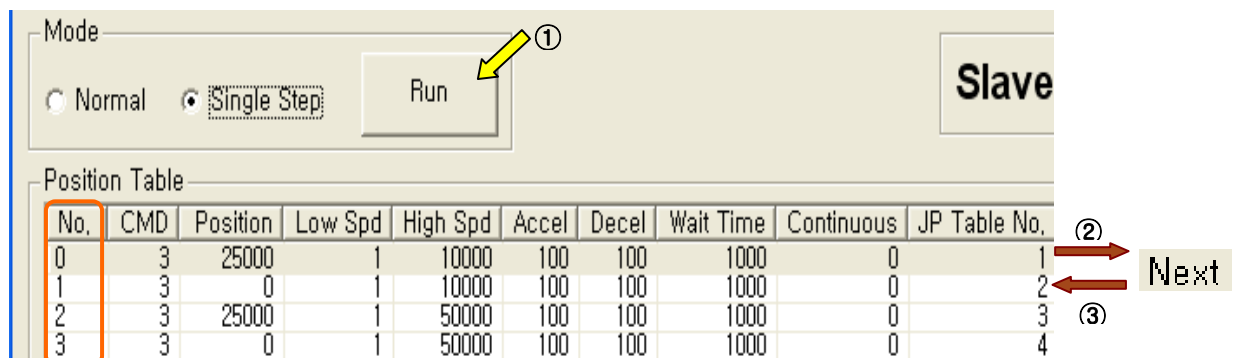 Mode
①
Normal Single Step Run
Slave
Position Table
No, CMD Position Low Spd High Spd Accel Decel Wait Time Continuous JP Table No,
0 3 25000 1 10000 100 100 1000 0 1
②
1 3 0 1 10000 100 100 1000 0 2
Next
2 3 25000 1 50000 100 100 1000 0 3
③
3 3 0 1 50000 100 100 1000 0 4